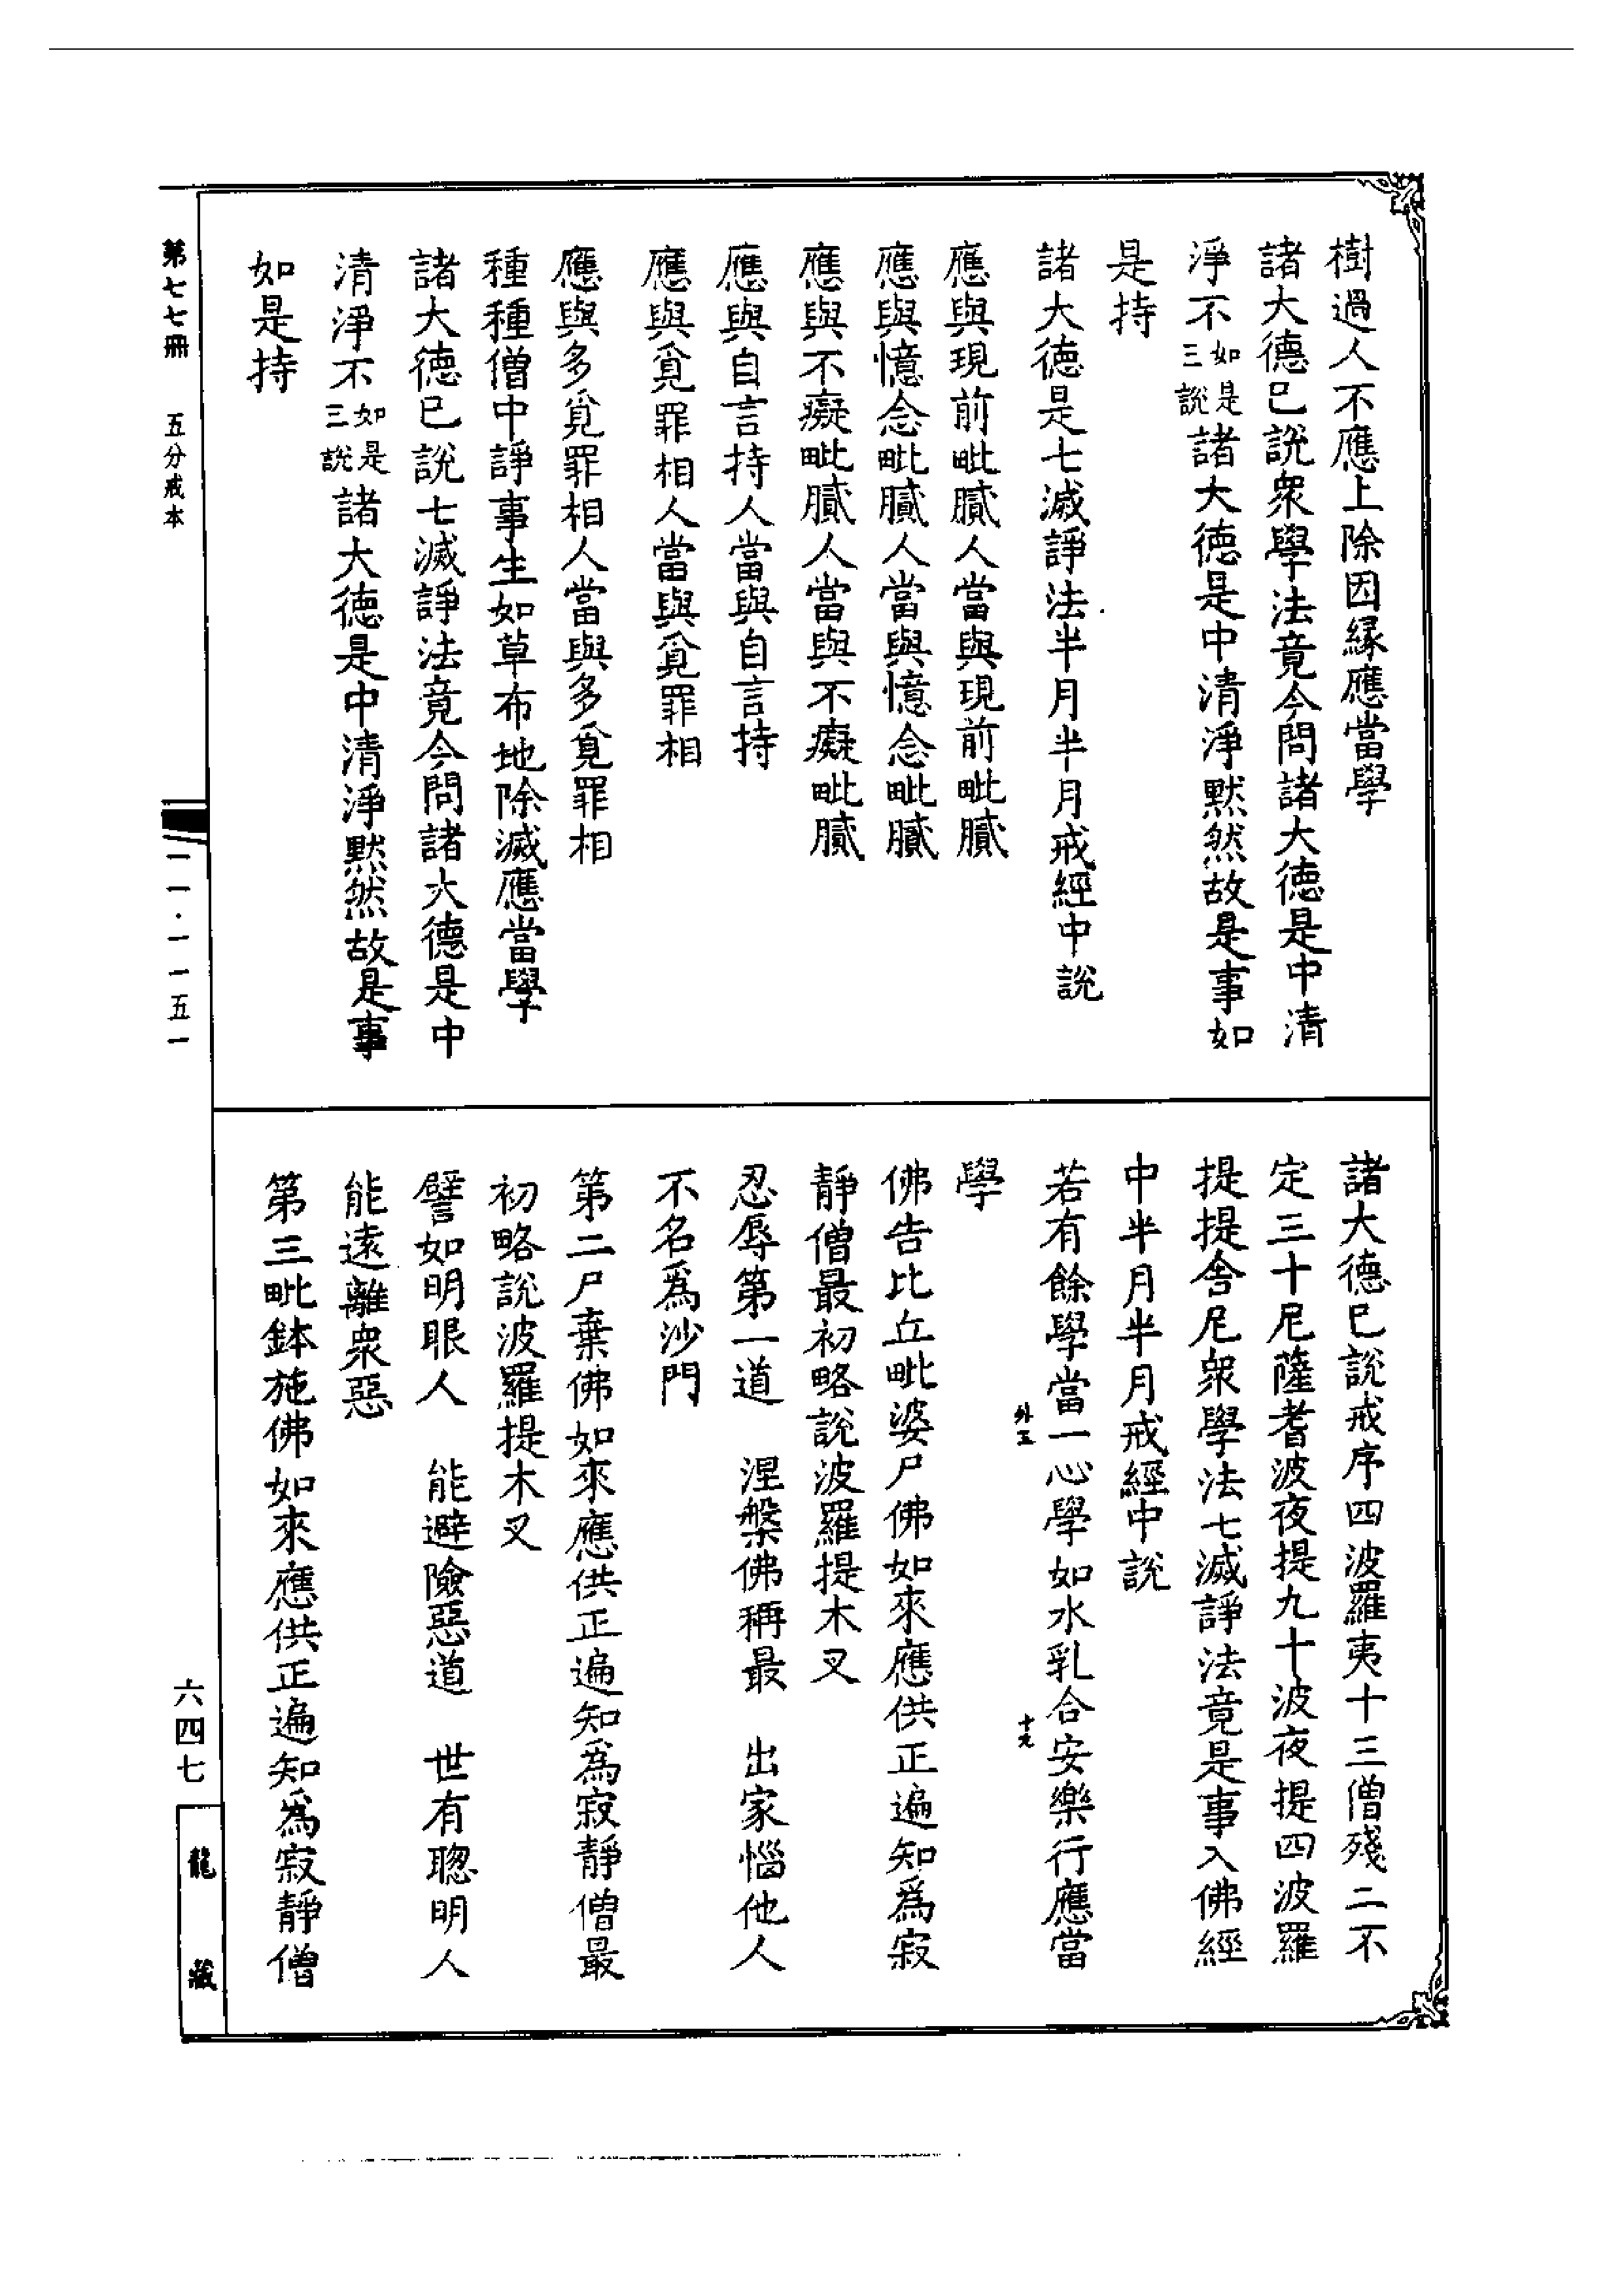 樹過人不應上除因緣應當學
諸大德已說衆學法竟今問諸大德是中清
淨不如是三說諸大德是中清淨黙然故是事如
是持
諸大德是七滅諍法半月半月戒經中說
應與現前毗膩人當與現前毗膩
應與憶念毗膩人當與憶念毗膩
應與不癡毗膩人當與不癡毗膩
應與自言持人當與自言持
應與覓罪相人當與覓罪相
應與多覓罪相人當與多覓罪相
種種僧中諍事生如草布地除滅應當學
諸大德已說七滅諍法竟今問諸大德是中
清淨不如是三說諸大德是中清淨黙然故是事
如是持
諸大德已說戒序四波羅夷十三僧殘二不
定三十尼薩耆波夜提九十波夜提四波羅
提提舍尼衆學法七滅諍法竟是事入佛經
中半月半月戒經中說
若有餘學當一心學如水乳合安樂行應當
外五 十九
學
佛告比丘毗婆尸佛如來應供正遍知爲寂
靜僧最初略說波羅提木叉
忍辱第一道 涅槃佛稱最 出家惱他人
不名爲沙門
第二尸棄佛如來應供正遍知爲寂靜僧最
初略說波羅提木叉
譬如明眼人 能避險惡道 世有聰明人
能遠離衆惡
第三毗鉢施佛如來應供正遍知爲寂靜僧
第七七冊 五分戒本 一一·一一五一
六四七 龍藏